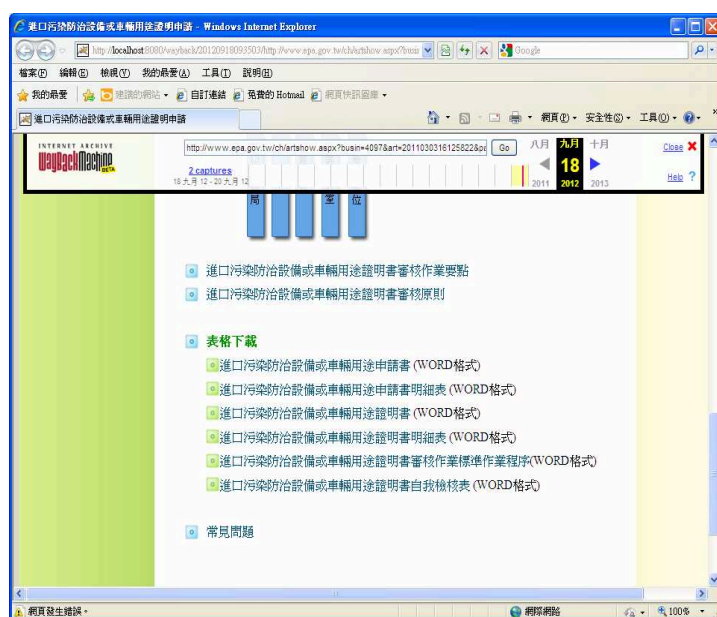 進口污染防治設備或車輛用途證明申請 - Windows Internet Explorer
http://localhost:8080/wayback/20120918093503/http://www.epa.gov.tw/ch/artshow.aspx?busin
Google
檔案(F) 編輯(E) 檢視(V) 我的最愛(A) 工具(T) 說明(H)
我的最愛 建議的網站 自訂連結 免費的 Hotmail 網頁快訊圖庫
進口污染防治設備或車輛用途證明申請
網頁(P) 安全性(S) 工具(O)
INTERNET ARCHIVE
WayBackMachine
BETA
http://www.epa.gov.tw/ch/artshow.aspx?busin=4097&art=2011030316125822&p
Go
八月 九月 十月
Close
2 captures
18
18 九月 12 - 20 九月 12
2011 2012 2013
Help ?
局 室 位
進口污染防治設備或車輛用途證明書審核作業要點
進口污染防治設備或車輛用途證明書審核原則
表格下載
進口污染防治設備或車輛用途申請書 (WORD格式)
進口污染防治設備或車輛用途申請書明細表 (WORD格式)
進口污染防治設備或車輛用途證明書 (WORD格式)
進口污染防治設備或車輛用途證明書明細表 (WORD格式)
進口污染防治設備或車輛用途證明書審核作業標準作業程序(WORD格式)
進口污染防治設備或車輛用途證明書自我檢核表 (WORD格式)
常見問題
網頁發生錯誤。
網際網路
100%